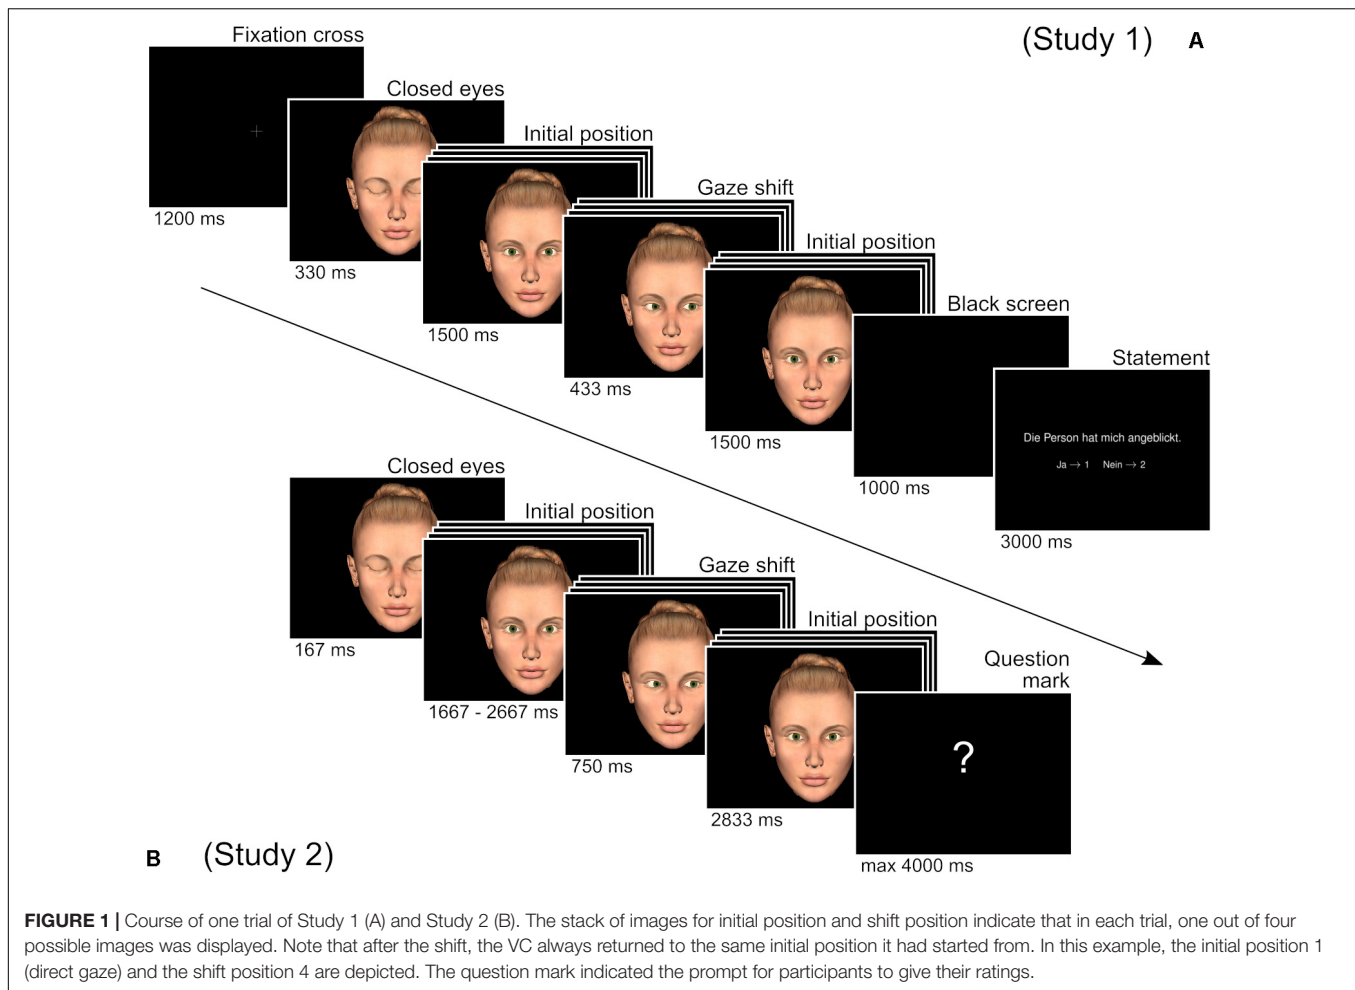 (Study 1) A
Fixation cross
1200 ms
Closed eyes
330 ms
Initial position
1500 ms
Gaze shift
433 ms
Initial position
1500 ms
Black screen
1000 ms
Statement
Die Person hat mich angeblickt.
Ja → 1 Nein → 2
3000 ms
Closed eyes
167 ms
Initial position
1667 - 2667 ms
Gaze shift
750 ms
Initial position
2833 ms
Question
mark
?
max 4000 ms
B (Study 2)
FIGURE 1 | Course of one trial of Study 1 (A) and Study 2 (B). The stack of images for initial position and shift position indicate that in each trial, one out of four
possible images was displayed. Note that after the shift, the VC always returned to the same initial position it had started from. In this example, the initial position 1
(direct gaze) and the shift position 4 are depicted. The question mark indicated the prompt for participants to give their ratings.